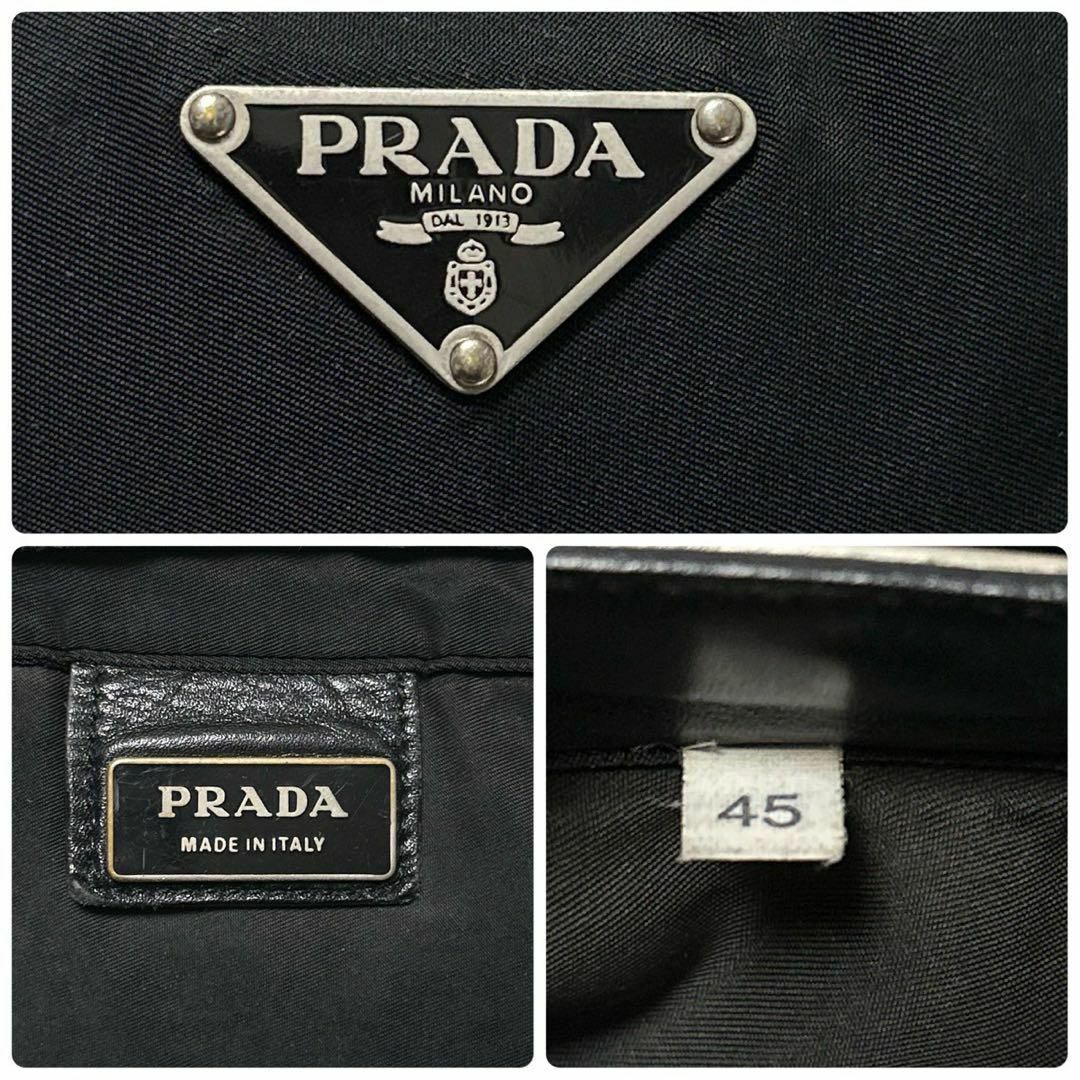 PRADA
MILANO
DAL 1913
PRADA
MADE IN ITALY
45